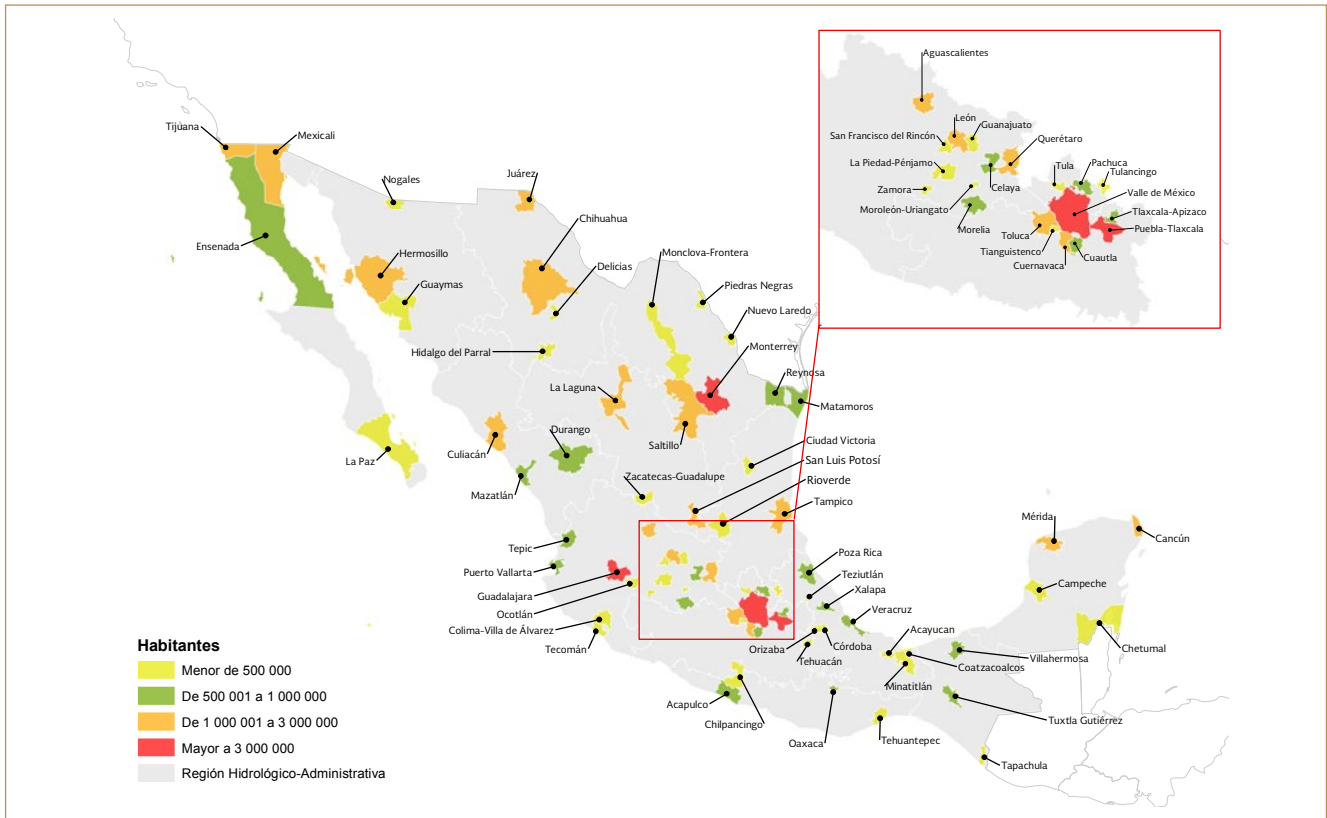 Aguascalientes
León
Guanajuato
San Francisco del Rincón
Querétaro
La Piedad-Pénjamo
Tula
Pachuca
Tulancingo
Zamora
Celaya
Valle de México
Moroleón-Uriangato
Tlaxcala-Apizaco
Morelia
Toluca
Puebla-Tlaxcala
Tianguistenco
Cuautla
Cuernavaca
Tijuana
Mexicali
Nogales
Juárez
Chihuahua
Ensenada
Hermosillo
Monclova-Frontera
Delicias
Guaymas
Piedras Negras
Nuevo Laredo
Hidalgo del Parral
Monterrey
Reynosa
La Laguna
Matamoros
Durango
Saltillo
Ciudad Victoria
Culiacán
La Paz
San Luis Potosí
Zacatecas-Guadalupe
Rioverde
Mazatlán
Tampico
Mérida
Cancún
Tepic
Poza Rica
Puerto Vallarta
Teziutlán
Campeche
Xalapa
Guadalajara
Veracruz
Ocotlán
Colima-Villa de Álvarez
Acayucan
Tecomán
Orizaba
Córdoba
Villahermosa
Chetumal
Tehuacán
Coatzacoalcos
Minatitlán
Acapulco
Chilpancingo
Tuxtla Gutiérrez
Oaxaca
Tehuantepec
Tapachula
Habitantes
Menor de 500 000
De 500 001 a 1 000 000
De 1 000 001 a 3 000 000
Mayor a 3 000 000
Región Hidrológico-Administrativa